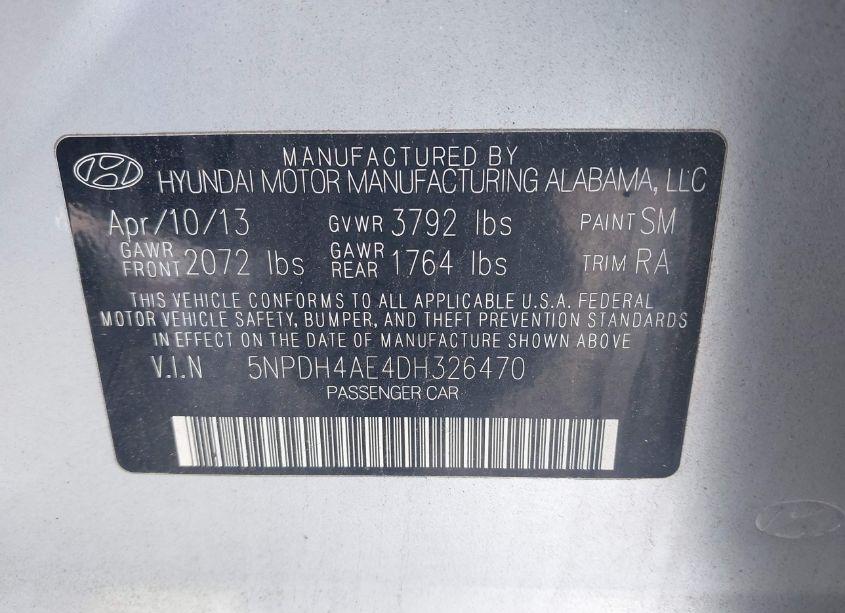 MANUFACTURED BY
HYUNDAI MOTOR MANUFACTURING ALABAMA, LLC
Apr/10/13 GVWR 3792 lbs PAINT SM
GAWR FRONT 2072 lbs GAWR REAR 1764 lbs TRIM RA
THIS VEHICLE CONFORMS TO ALL APPLICABLE U.S.A. FEDERAL
MOTOR VEHICLE SAFETY, BUMPER, AND THEFT PREVENTION STANDARDS
IN EFFECT ON THE DATE OF MANUFACTURE SHOWN ABOVE
V.I.N 5NPDH4AE4DH326470
PASSENGER CAR